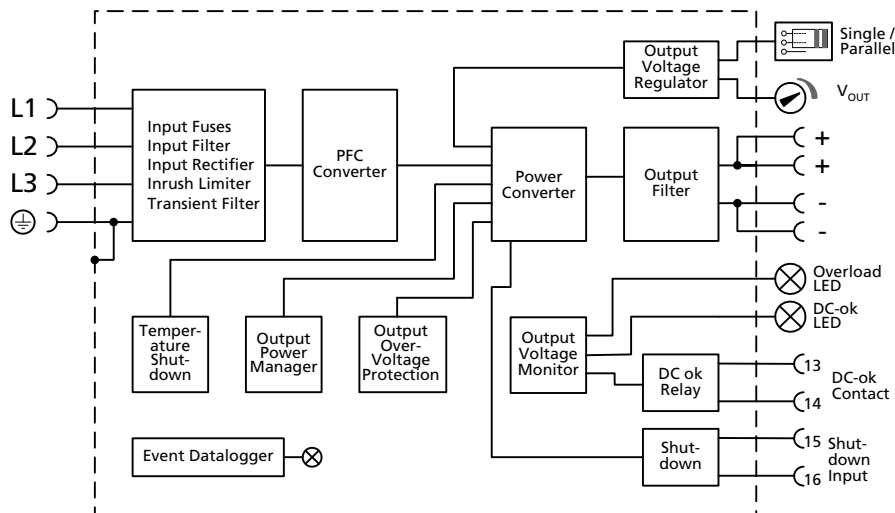 Single /
Parallel
Output
Voltage
Regulator
VOUT
L1
L2
L3
Input Fuses
Input Filter
Input Rectifier
Inrush Limiter
Transient Filter
PFC
Converter
Power
Converter
Output
Filter
+
+
-
-
Temper-
ature
Shut-
down
Output
Power
Manager
Output
Over-
Voltage
Protection
Output
Voltage
Monitor
Overload
LED
DC-ok
LED
DC ok
Relay
13
14
DC-ok
Contact
Event Datalogger
Shut-
down
15
16
Shut-
down
Input